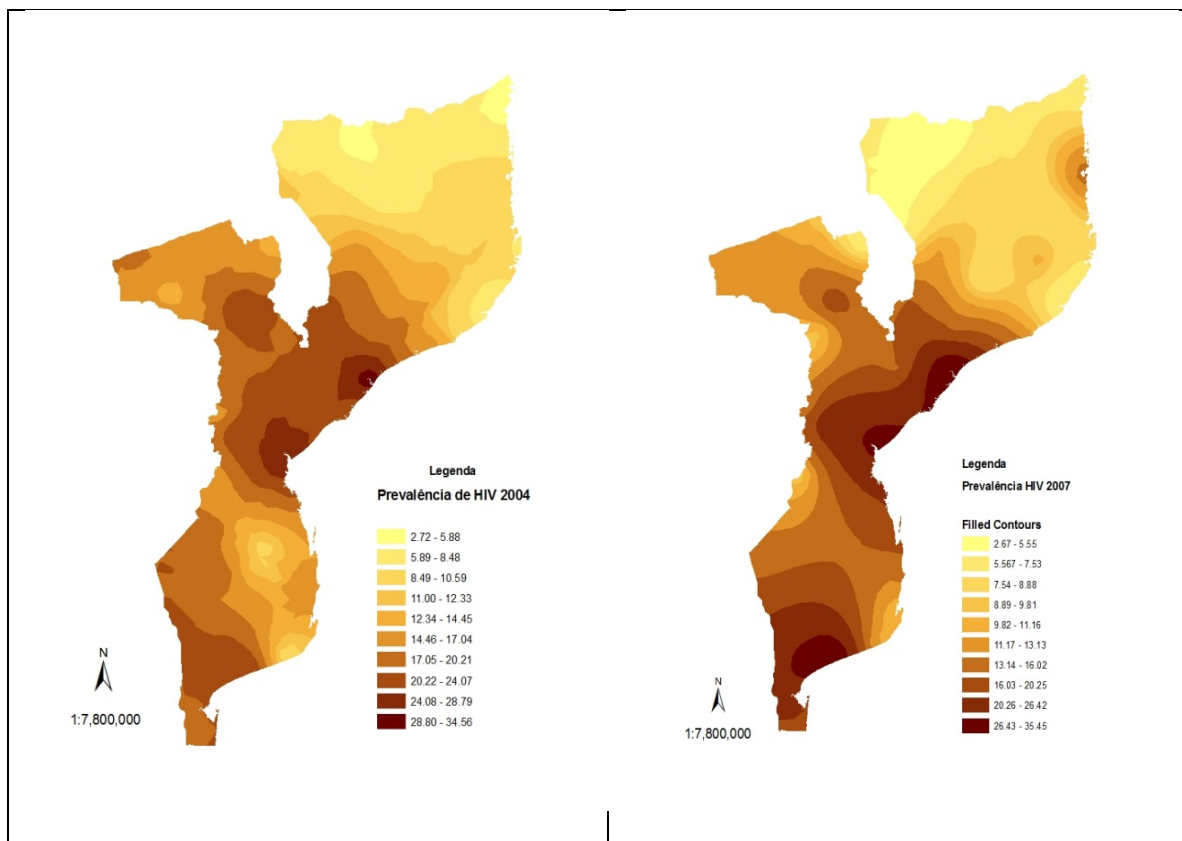 Legenda
Prevalência de HIV 2004
2.72 - 5.88
5.89 - 8.48
8.49 - 10.59
11.00 - 12.33
12.34 - 14.45
14.46 - 17.04
17.05 - 20.21
20.22 - 24.07
24.08 - 28.79
28.80 - 34.56
N
1:7,800,000
Legenda
Prevalência HIV 2007
Filled Contours
2.67 - 5.55
5.567 - 7.53
7.54 - 8.88
8.89 - 9.81
9.82 - 11.16
11.17 - 13.13
13.14 - 16.02
16.03 - 20.25
20.26 - 26.42
26.43 - 35.45
N
1:7,800,000